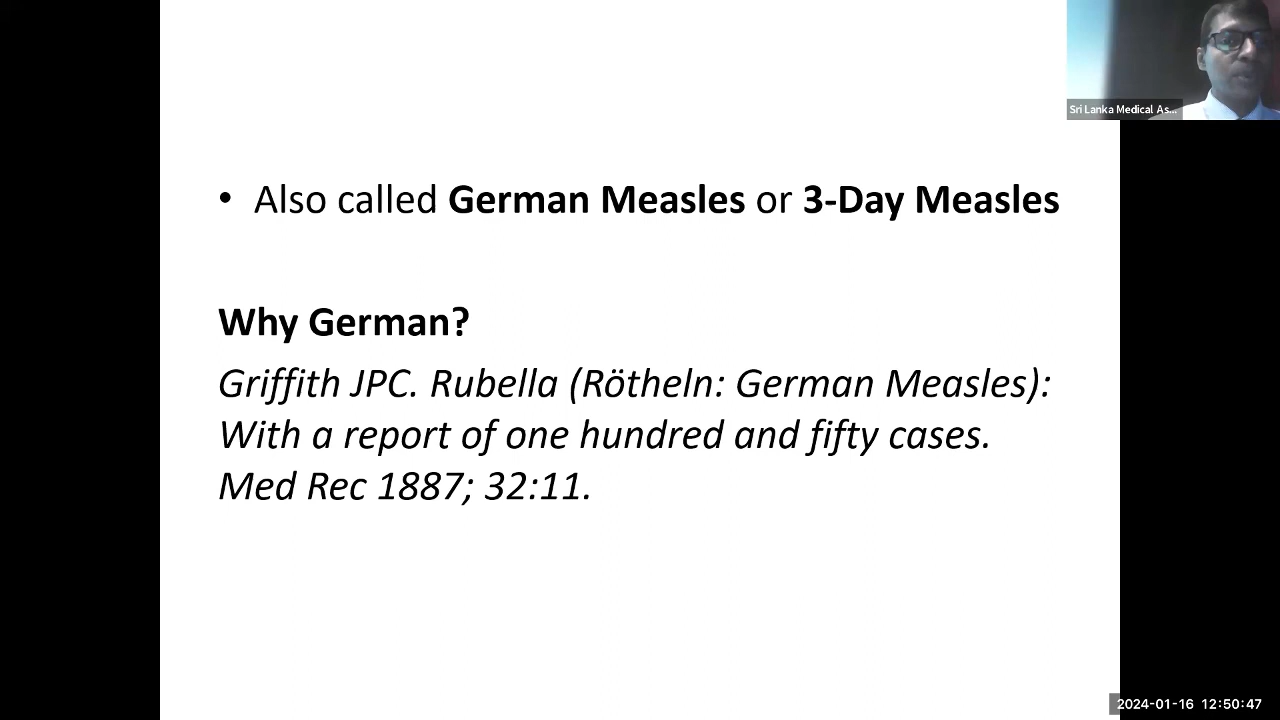 Sri Lanka Medical As...
• Also called German Measles or 3-Day Measles
Why German?
Griffith JPC. Rubella (Rötheln: German Measles):
With a report of one hundred and fifty cases.
Med Rec 1887; 32:11.
2024-01-16 12:50:47